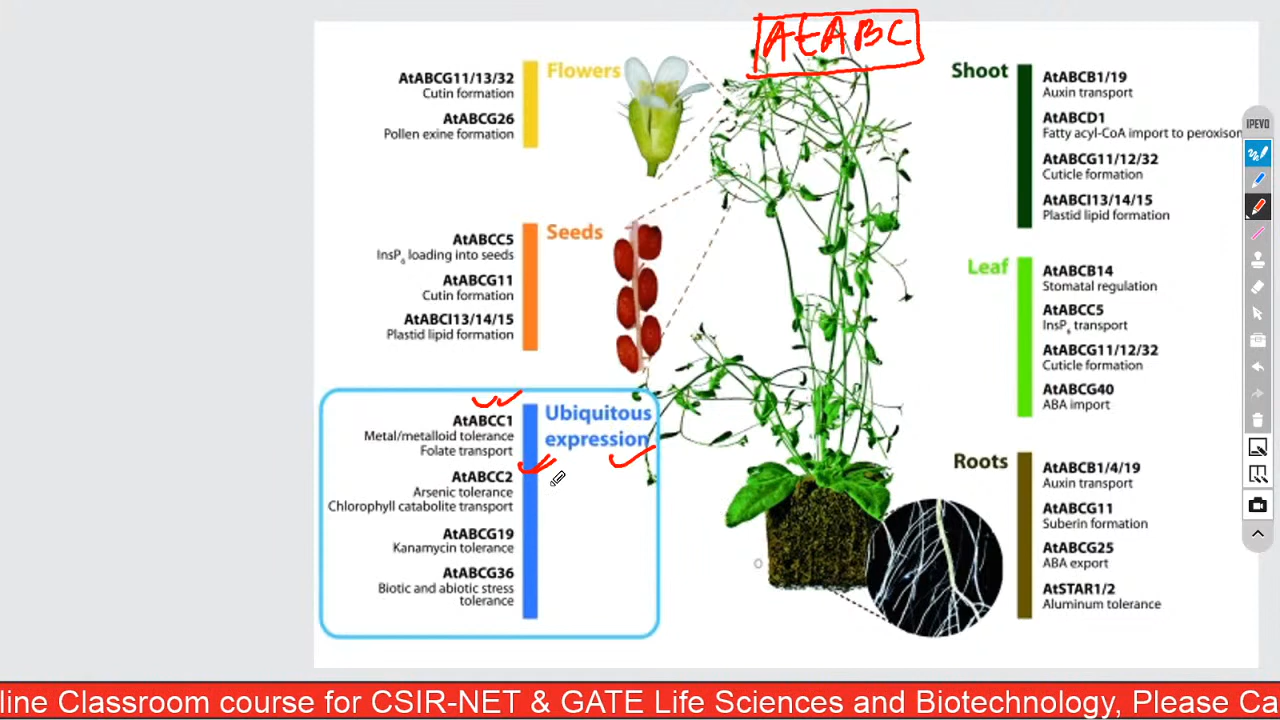 AtABC
AtABCG11/13/32
Flowers
Cutin formation
AtABCG26
Pollen exine formation
Seeds
AtABCC5
InsP₆ loading into seeds
AtABCG11
Cutin formation
AtABCI13/14/15
Plastid lipid formation
Ubiquitous
expression
AtABCC1
Metal/metalloid tolerance
Folate transport
AtABCC2
Arsenic tolerance
Chlorophyll catabolite transport
AtABCG19
Kanamycin tolerance
AtABCG36
Biotic and abiotic stress
tolerance
Shoot
AtABCB1/19
Auxin transport
AtABCD1
Fatty acyl-CoA import to peroxison
AtABCG11/12/32
Cuticle formation
AtABCI13/14/15
Plastid lipid formation
Leaf
AtABCB14
Stomatal regulation
AtABCC5
InsP₆ transport
AtABCG11/12/32
Cuticle formation
AtABCG40
ABA import
Roots
AtABCB1/4/19
Auxin transport
AtABCG11
Suberin formation
AtABCG25
ABA export
AtSTAR1/2
Aluminum tolerance
IPEVO
line Classroom course for CSIR-NET & GATE Life Sciences and Biotechnology, Please Ca